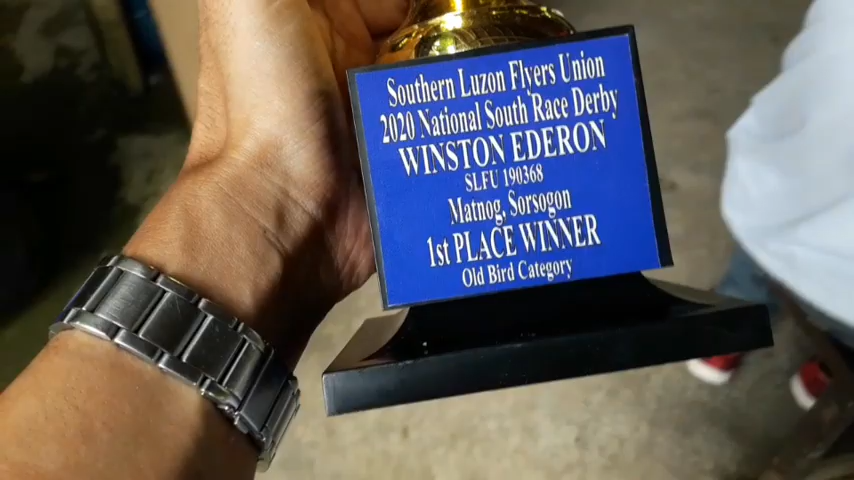 Southern Luzon Flyers Union
2020 National South Race Derby
WINSTON EDERON
SLFU 190368
Matnog, Sorsogon
1st PLACE WINNER
Old Bird Category